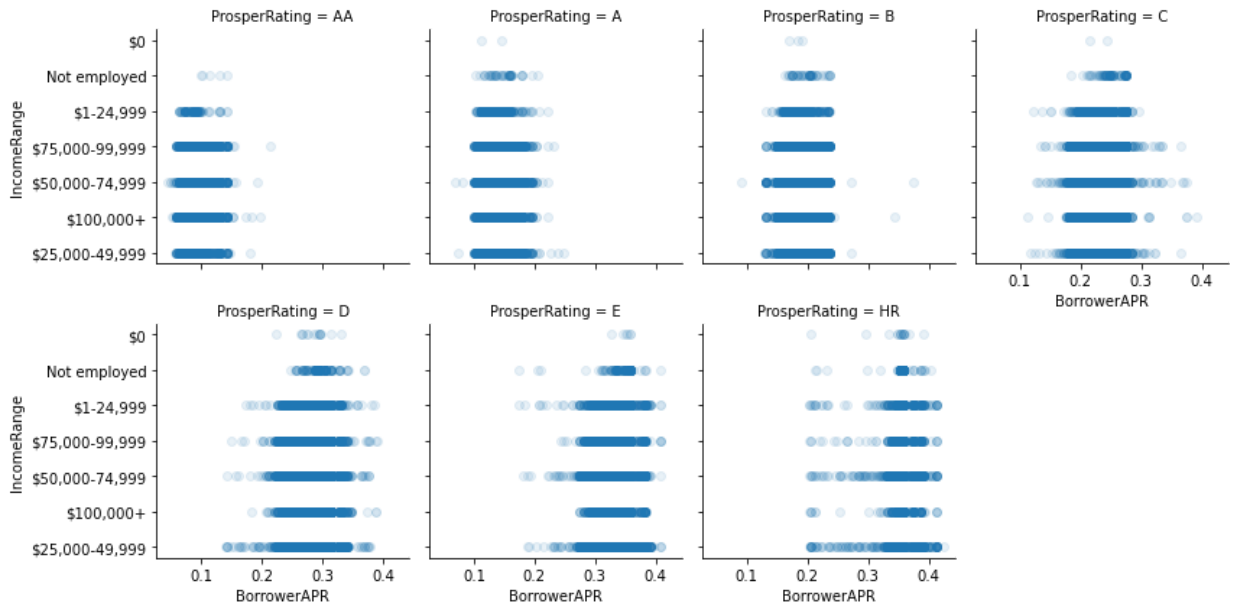 ProsperRating = AA
ProsperRating = A
ProsperRating = B
ProsperRating = C
IncomeRange
$0
Not employed
$1-24,999
$75,000-99,999
$50,000-74,999
$100,000+
$25,000-49,999
0.1 0.2 0.3 0.4
BorrowerAPR
ProsperRating = D
ProsperRating = E
ProsperRating = HR
IncomeRange
$0
Not employed
$1-24,999
$75,000-99,999
$50,000-74,999
$100,000+
$25,000-49,999
0.1 0.2 0.3 0.4
BorrowerAPR
0.1 0.2 0.3 0.4
BorrowerAPR
0.1 0.2 0.3 0.4
BorrowerAPR